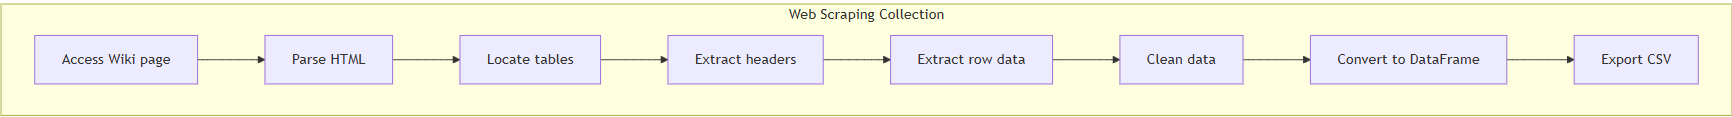 Web Scraping Collection
Access Wiki page
Parse HTML
Locate tables
Extract headers
Extract row data
Clean data
Convert to DataFrame
Export CSV